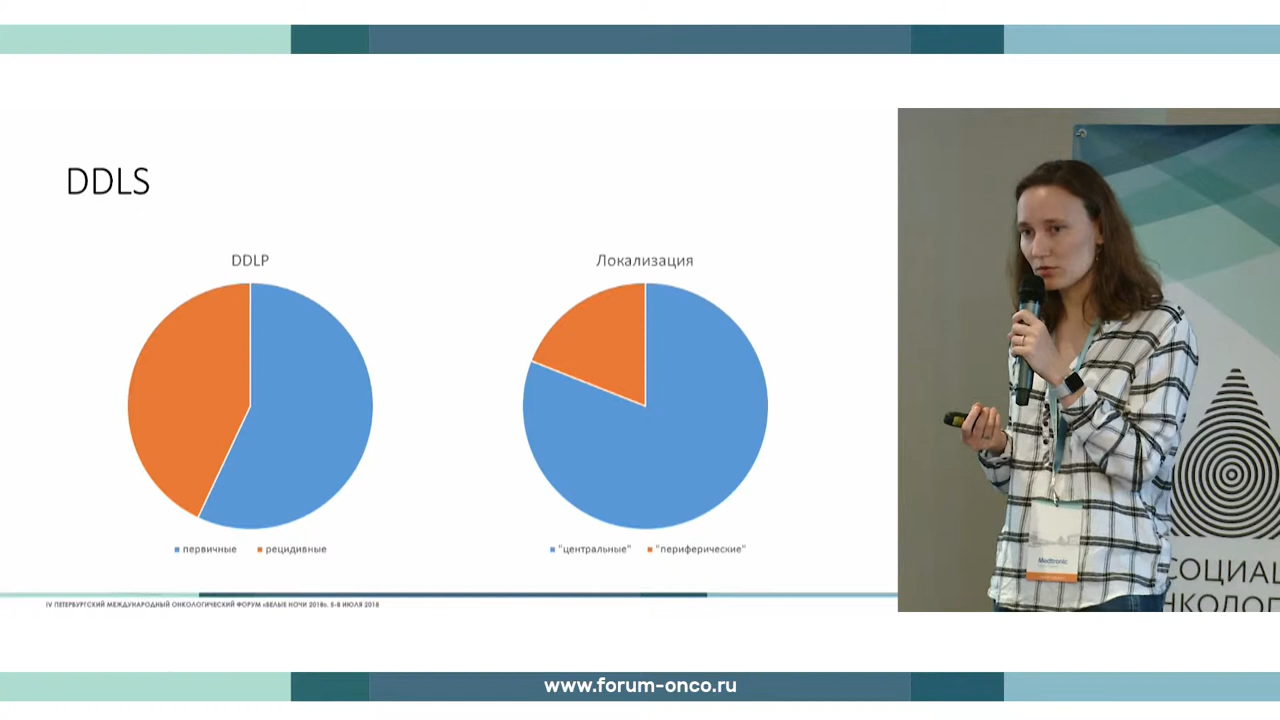 DDLS
DDLP
Локализация
первичные рецидивные
"центральные" "периферические"
IV ПЕТЕРБУРГСКИЙ МЕЖДУНАРОДНЫЙ ОНКОЛОГИЧЕСКИЙ ФОРУМ «БЕЛЫЕ НОЧИ 2018». 5-8 ИЮЛЯ 2018
Medtronic
СОЦИАЦ
НКОЛОГ
www.forum-onco.ru